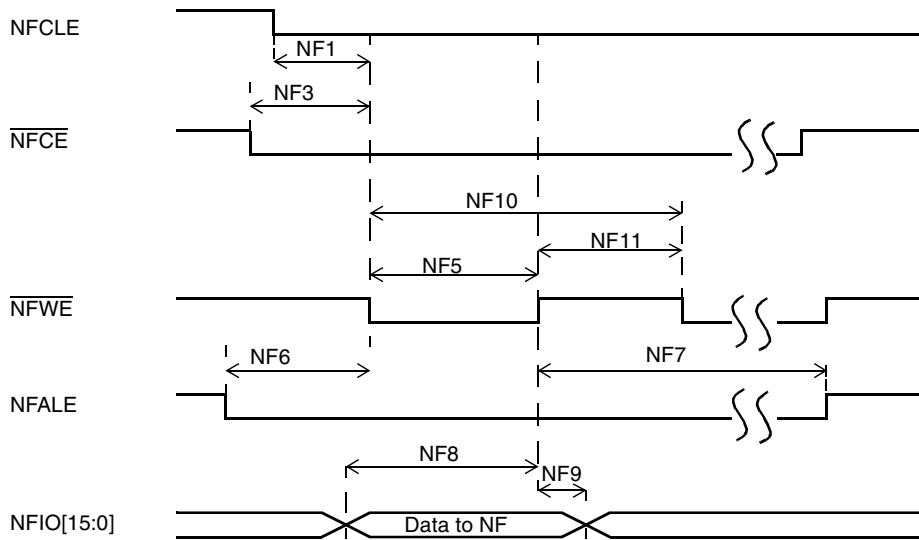 NFCLE
NF1
NF3
NFCE
NF10
NF11
NF5
NFWE
NF6
NF7
NFALE
NF8
NF9
NFIO[15:0]
Data to NF